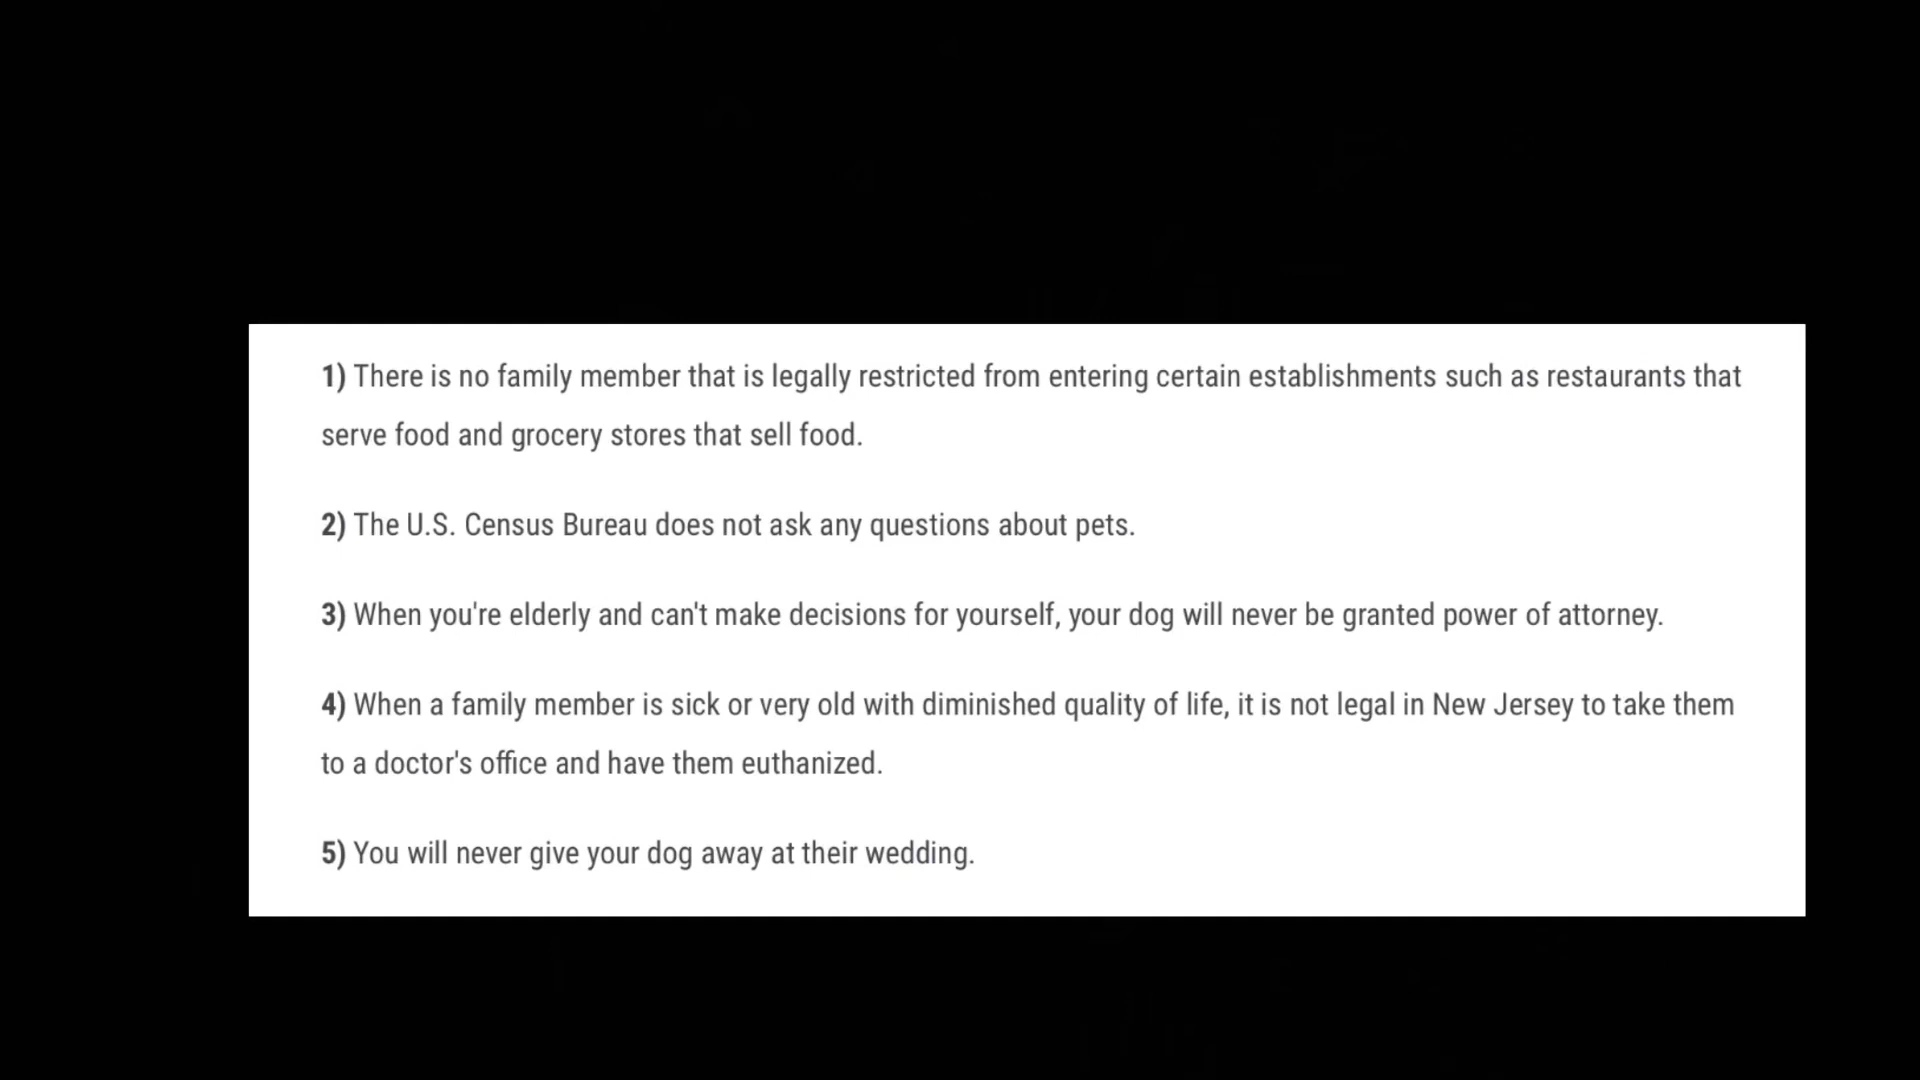 1) There is no family member that is legally restricted from entering certain establishments such as restaurants that
serve food and grocery stores that sell food.
2) The U.S. Census Bureau does not ask any questions about pets.
3) When you're elderly and can't make decisions for yourself, your dog will never be granted power of attorney.
4) When a family member is sick or very old with diminished quality of life, it is not legal in New Jersey to take them
to a doctor's office and have them euthanized.
5) You will never give your dog away at their wedding.